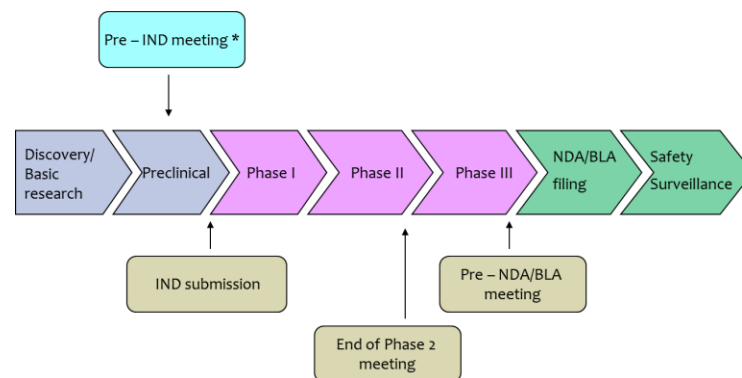 Pre – IND meeting *
Discovery/
Basic
research
Preclinical
Phase I
Phase II
Phase III
NDA/BLA
filing
Safety
Surveillance
IND submission
Pre – NDA/BLA
meeting
End of Phase 2
meeting